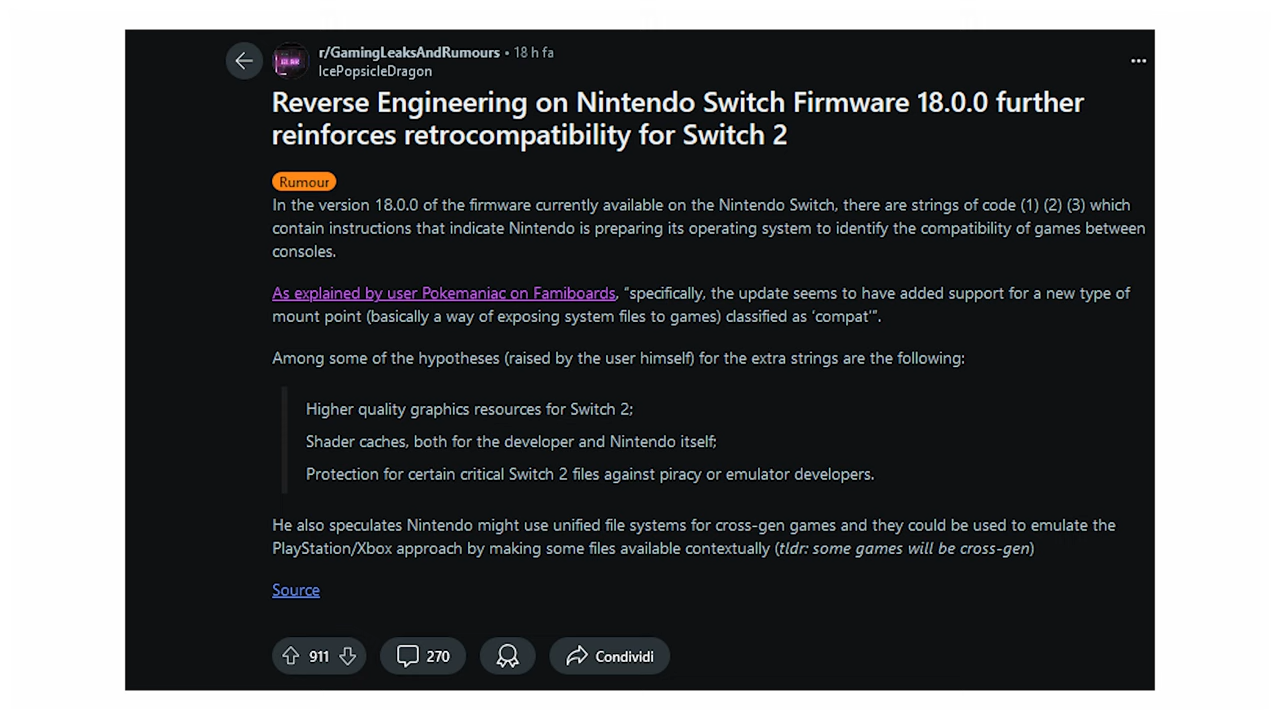 r/GamingLeaksAndRumours • 18 h fa
IcePopsicleDragon
Reverse Engineering on Nintendo Switch Firmware 18.0.0 further
reinforces retrocompatibility for Switch 2
Rumour
In the version 18.0.0 of the firmware currently available on the Nintendo Switch, there are strings of code (1) (2) (3) which
contain instructions that indicate Nintendo is preparing its operating system to identify the compatibility of games between
consoles.
As explained by user Pokemaniac on Famiboards, “specifically, the update seems to have added support for a new type of
mount point (basically a way of exposing system files to games) classified as ‘compat’”.
Among some of the hypotheses (raised by the user himself) for the extra strings are the following:
Higher quality graphics resources for Switch 2;
Shader caches, both for the developer and Nintendo itself;
Protection for certain critical Switch 2 files against piracy or emulator developers.
He also speculates Nintendo might use unified file systems for cross-gen games and they could be used to emulate the
PlayStation/Xbox approach by making some files available contextually (tldr: some games will be cross-gen)
Source
911 270 Condividi